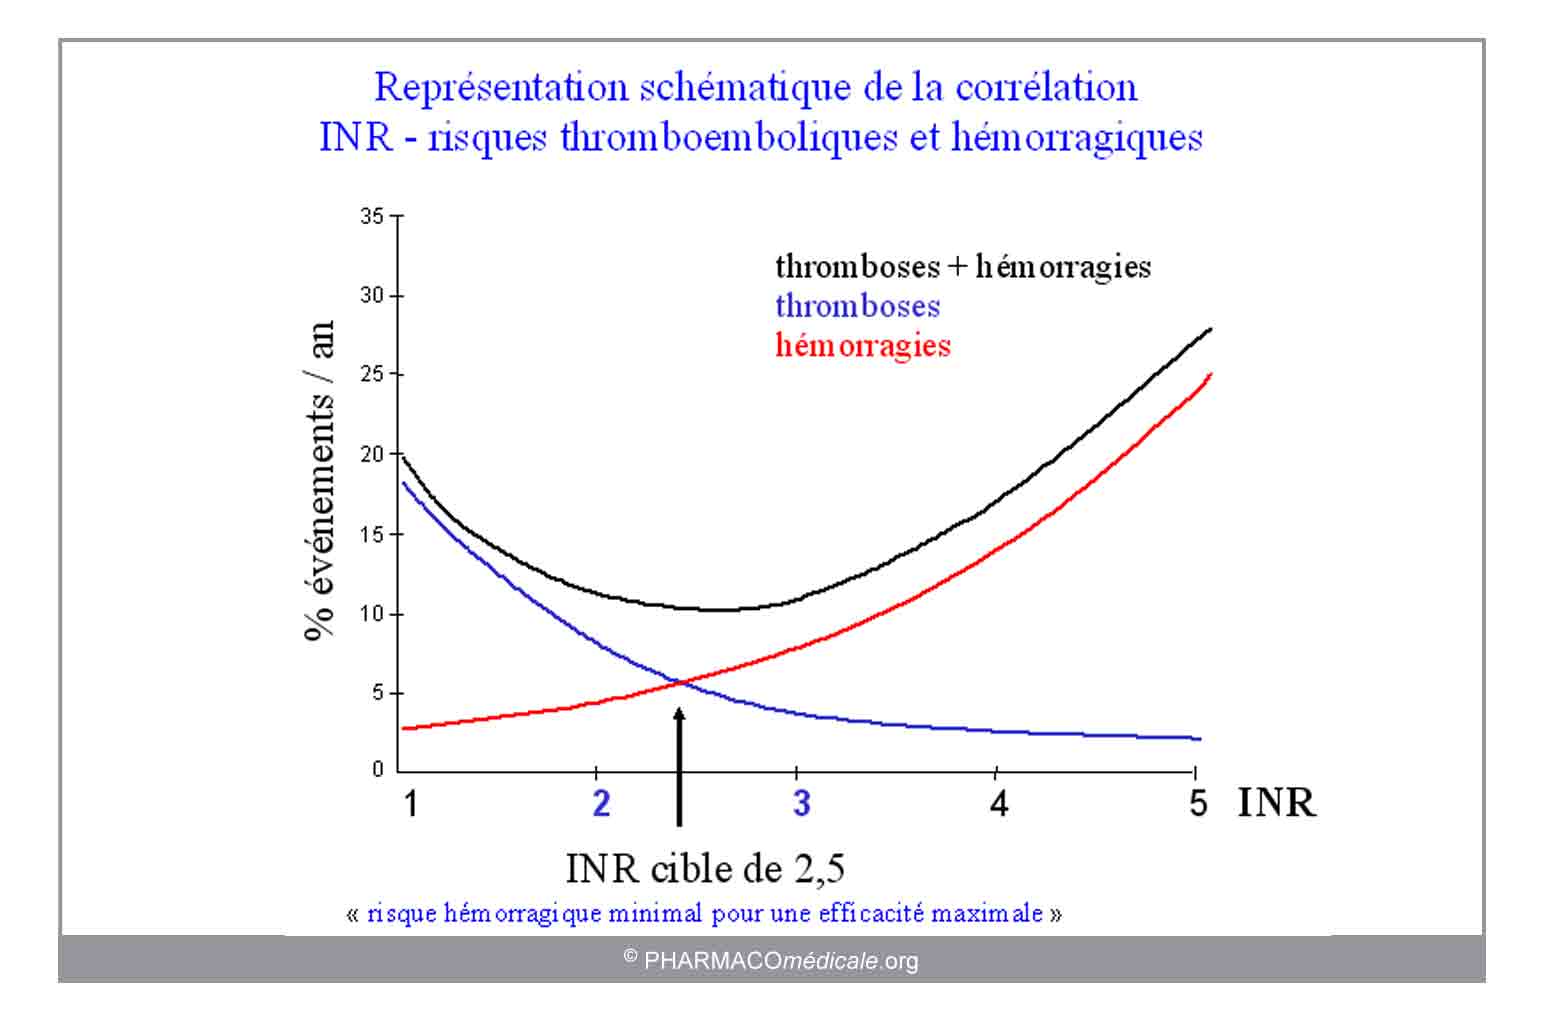 Représentation schématique de la corrélation
INR - risques thromboemboliques et hémorragiques
% événements / an
35
30
25
20
15
10
5
0
thromboses + hémorragies
thromboses
hémorragies
1 2 3 4 5 INR
INR cible de 2,5
« risque hémorragique minimal pour une efficacité maximale »
© PHARMACOmédicale.org